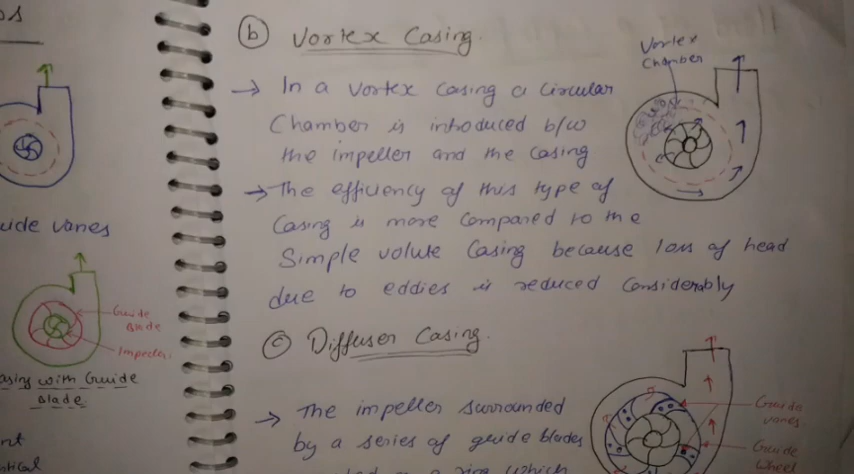 uide vanes
Guide
Blade
Impeller
asing with Guide
Blade.
(b) Vortex Casing.
Vortex
Chamber
→ In a Vortex Casing a Circular
Chamber is introduced b/w
the impeller and the casing
→ The efficiency of this type of
Casing is more compared to the
Simple volute Casing because loss of head
due to eddies is reduced considerably
(c) Diffuser Casing.
→ The impeller surrounded
by a series of guide blades
a ring which
Guide
vanes
Guide
Wheel